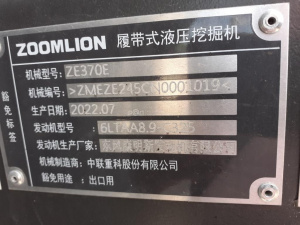 ZOOMLION 履带式液压挖掘机
机械型号: ZE370E
机械编号:
生产日期: 2022.07
发动机型号:
发动机生产厂家:
机械制造商: 中联重科股份有限公司
豁免用途: 出口用
豁免标签